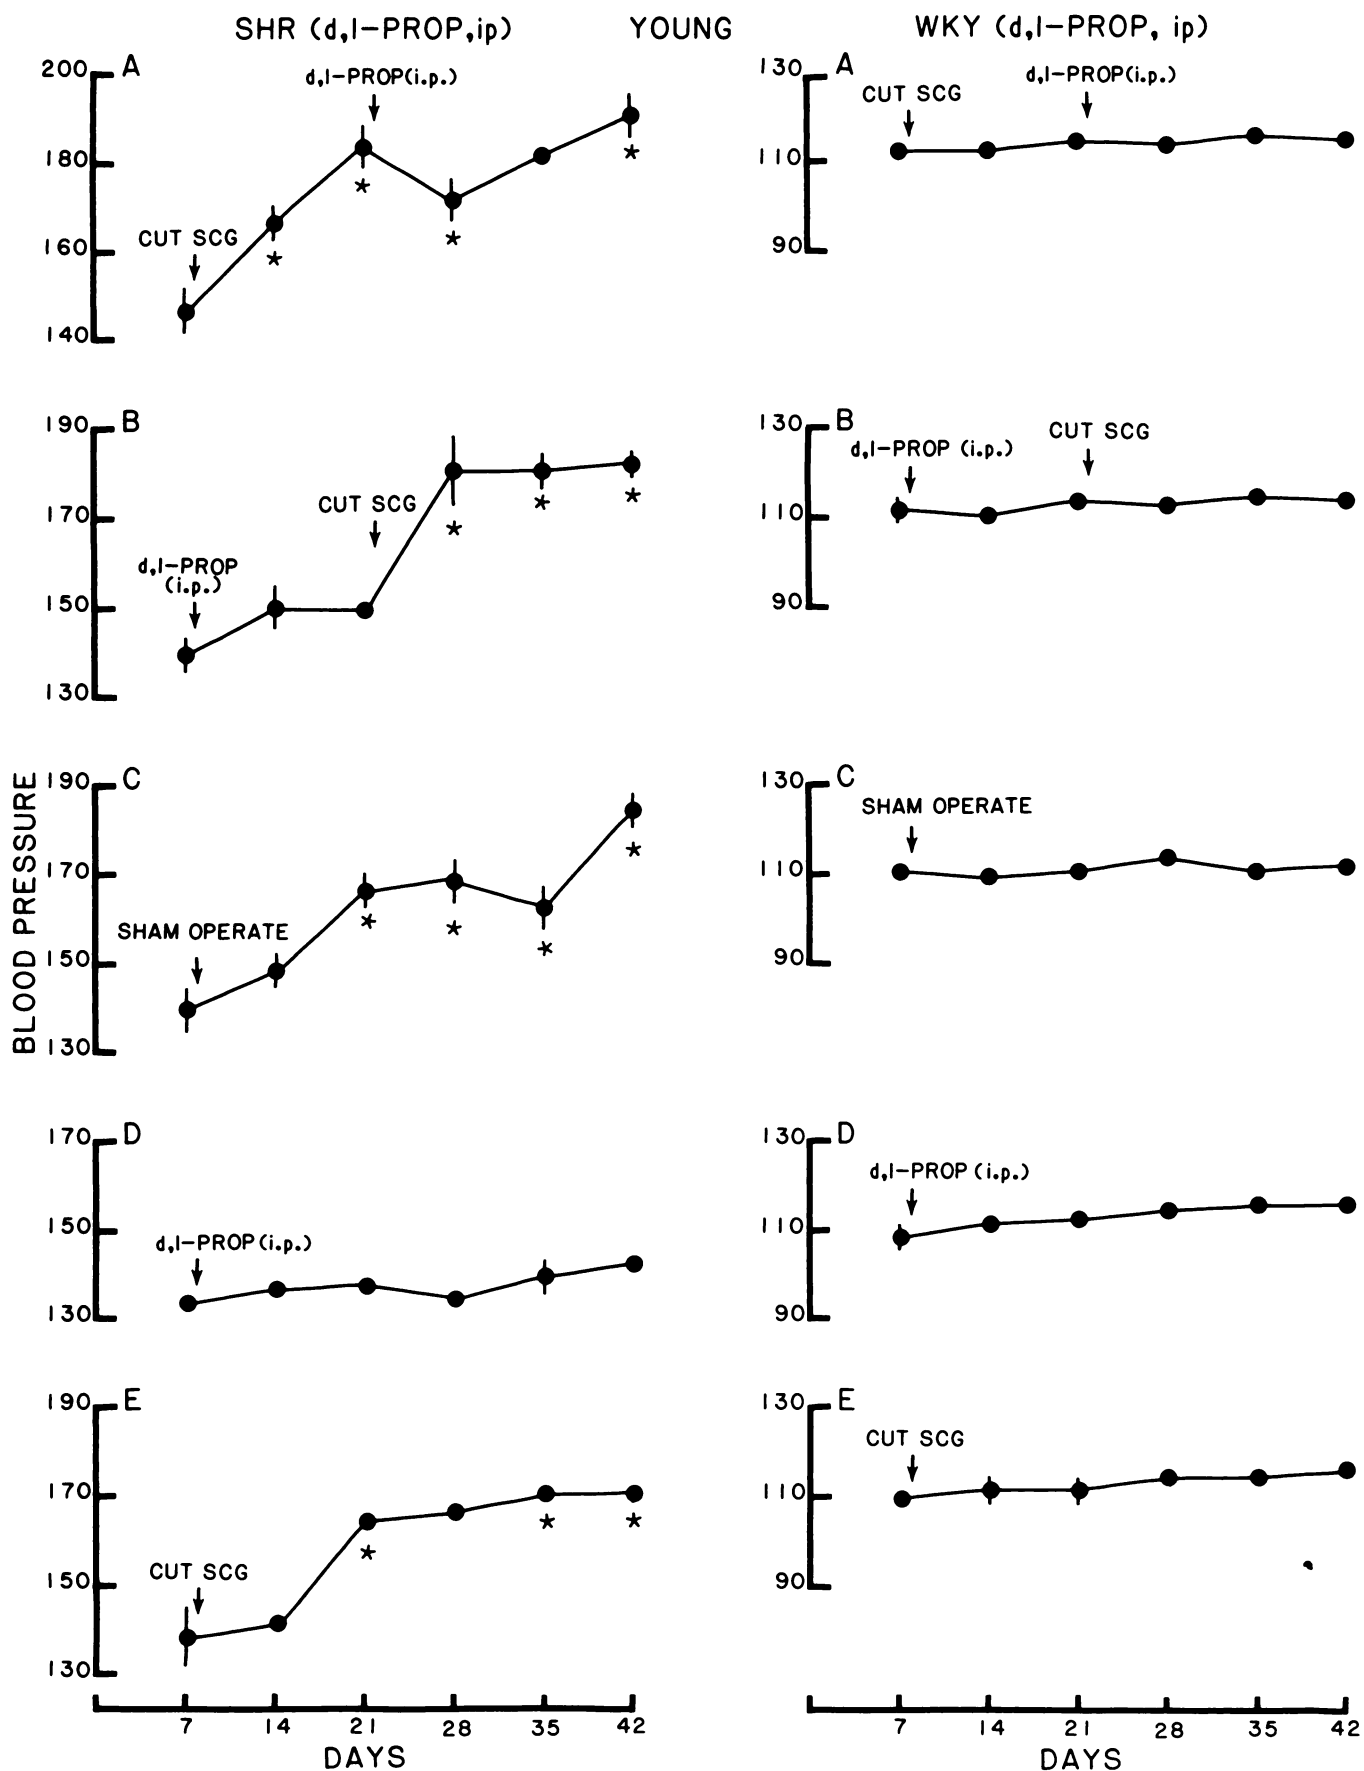 SHR (d,l-PROP,ip)
YOUNG
WKY (d,l-PROP, ip)
A
200
180
160
140
d,l-PROP(i.p.)
CUT SCG
*
*
*
*
A
130
110
90
CUT SCG
d,l-PROP(i.p.)
B
190
170
150
130
d,l-PROP
(i.p.)
CUT SCG
*
*
*
B
130
110
90
d,l-PROP (i.p.)
CUT SCG
BLOOD PRESSURE
C
190
170
150
130
SHAM OPERATE
*
*
*
*
C
130
110
90
SHAM OPERATE
D
170
150
130
d,l-PROP(i.p.)
D
130
110
90
d,l-PROP (i.p.)
E
190
170
150
130
CUT SCG
*
*
*
E
130
110
90
CUT SCG
7 14 21 28 35 42
DAYS
7 14 21 28 35 42
DAYS